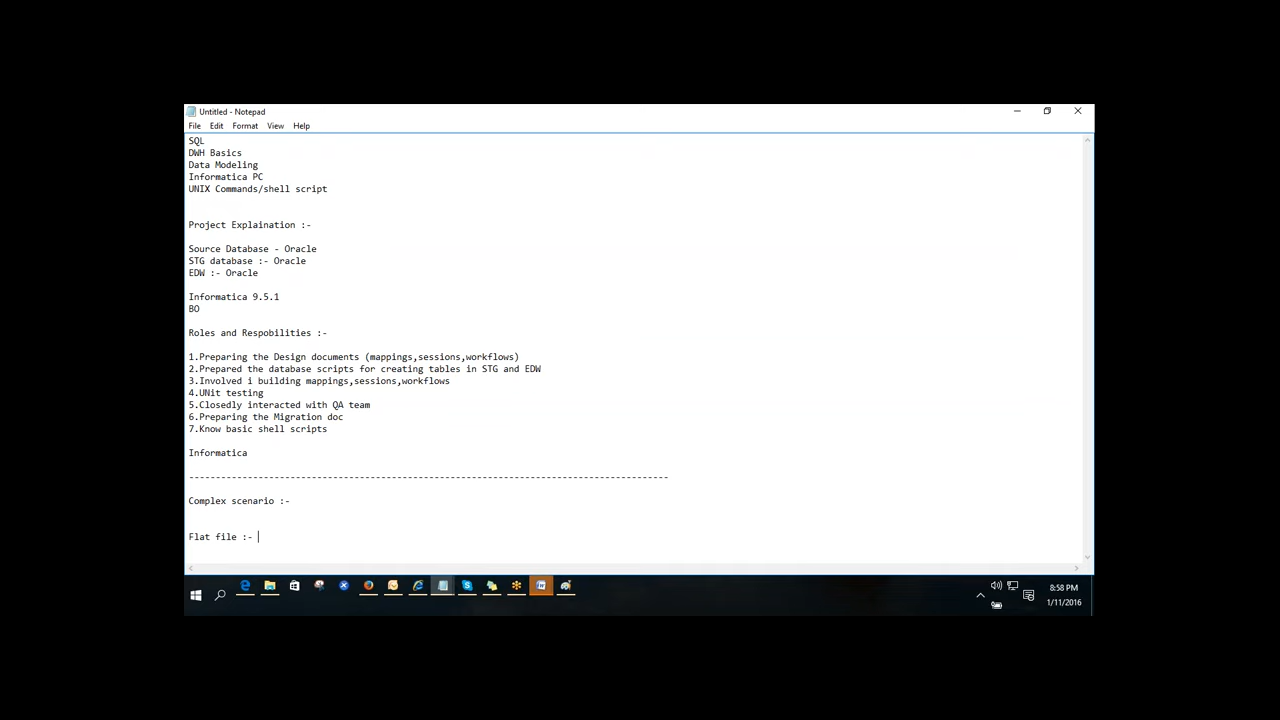 Untitled - Notepad
File Edit Format View Help
SQL
DWH Basics
Data Modeling
Informatica PC
UNIX Commands/shell script
Project Explaination :-
Source Database - Oracle
STG database :- Oracle
EDW :- Oracle
Informatica 9.5.1
BO
Roles and Respobilities :-
1.Preparing the Design documents (mappings,sessions,workflows)
2.Prepared the database scripts for creating tables in STG and EDW
3.Involved i building mappings,sessions,workflows
4.UNit testing
5.Closedly interacted with QA team
6.Preparing the Migration doc
7.Know basic shell scripts
Informatica
------------------------------------------------------------------------------------------
Complex scenario :-
Flat file :-
8:58 PM
1/11/2016